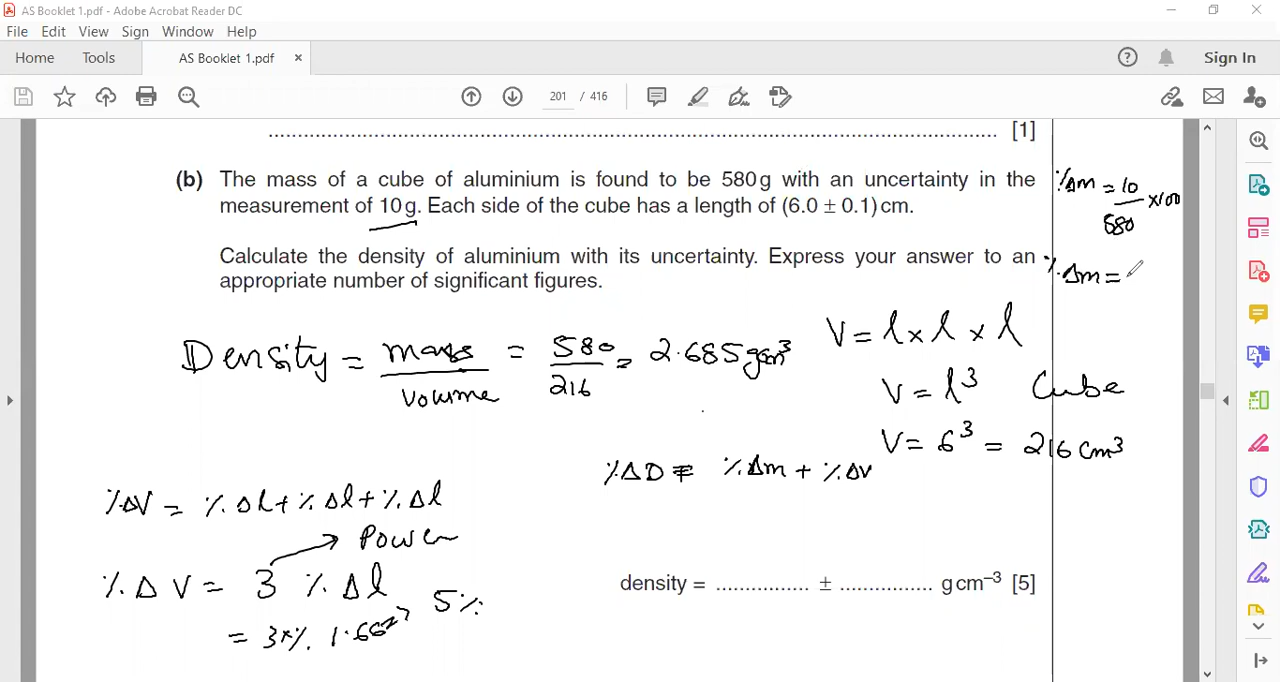 AS Booklet 1.pdf - Adobe Acrobat Reader DC
File Edit View Sign Window Help
Home Tools AS Booklet 1.pdf × Sign In
201 / 416
[1]
(b) The mass of a cube of aluminium is found to be 580 g with an uncertainty in the
measurement of 10 g. Each side of the cube has a length of (6.0 ± 0.1) cm.
%Δm = 10/580 ×100
Calculate the density of aluminium with its uncertainty. Express your answer to an
appropriate number of significant figures.
%Δm =
V = l × l × l
Density = mass/volume = 580/216 = 2.685 gcm³
V = l³ Cube
V = 6³ = 216 cm³
%ΔD = %Δm + %ΔV
%ΔV = %Δl + %Δl + %Δl
Power
%ΔV = 3 %Δl
5%
density = ................ ± ................ g cm⁻³ [5]
= 3×%